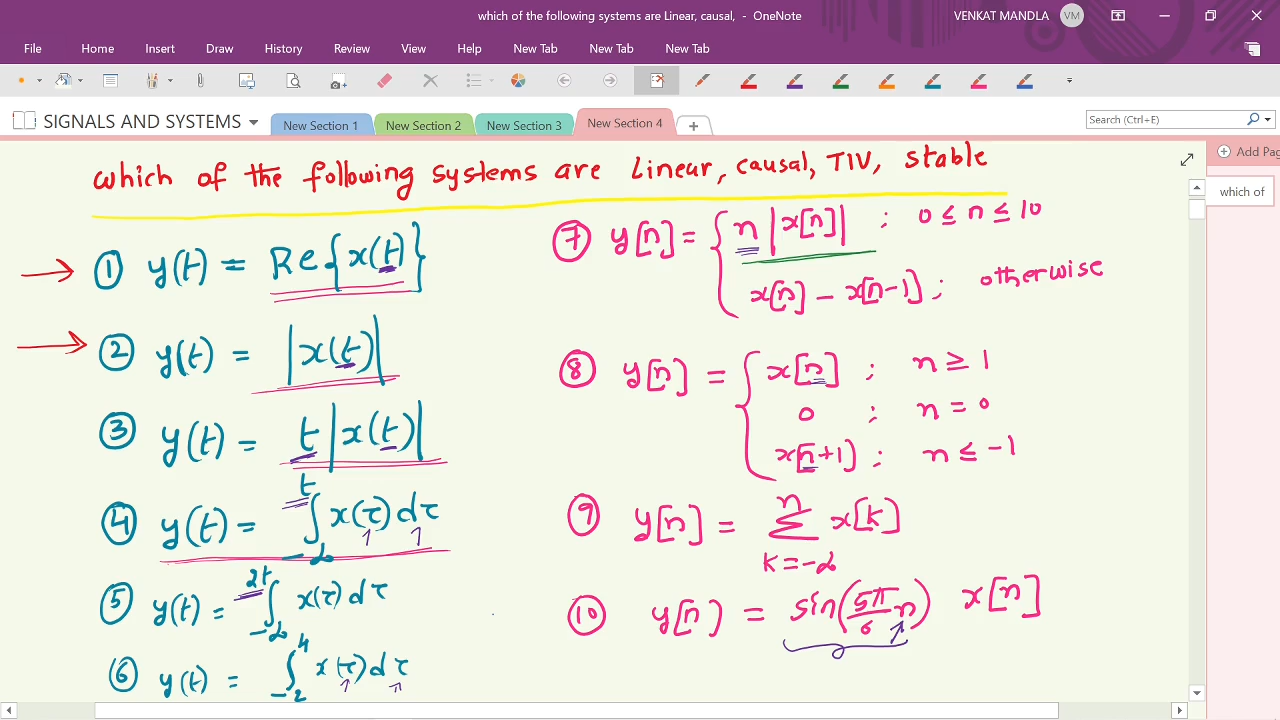 which of the following systems are Linear, causal, - OneNote
VENKAT MANDLA VM
File Home Insert Draw History Review View Help New Tab New Tab New Tab
SIGNALS AND SYSTEMS New Section 1 New Section 2 New Section 3 New Section 4
Search (Ctrl+E)
Add Pag
which of
which of the following systems are Linear, causal, TIV, stable
① y(t) = Re{x(t)}
② y(t) = |x(t)|
③ y(t) = t|x(t)|
④ y(t) = ∫_{-∞}^{t} x(τ)dτ
⑤ y(t) = ∫_{-∞}^{2t} x(τ)dτ
⑥ y(t) = ∫_{-2}^{4} x(τ)dτ
⑦ y[n] = { n|x[n]| ; 0 ≤ n ≤ 10
x[n] - x[n-1] ; otherwise
⑧ y[n] = { x[n] ; n ≥ 1
0 ; n = 0
x[n+1] ; n ≤ -1
⑨ y[n] = Σ_{k=-∞}^{n} x[k]
⑩ y[n] = sin(5π/6 n) x[n]